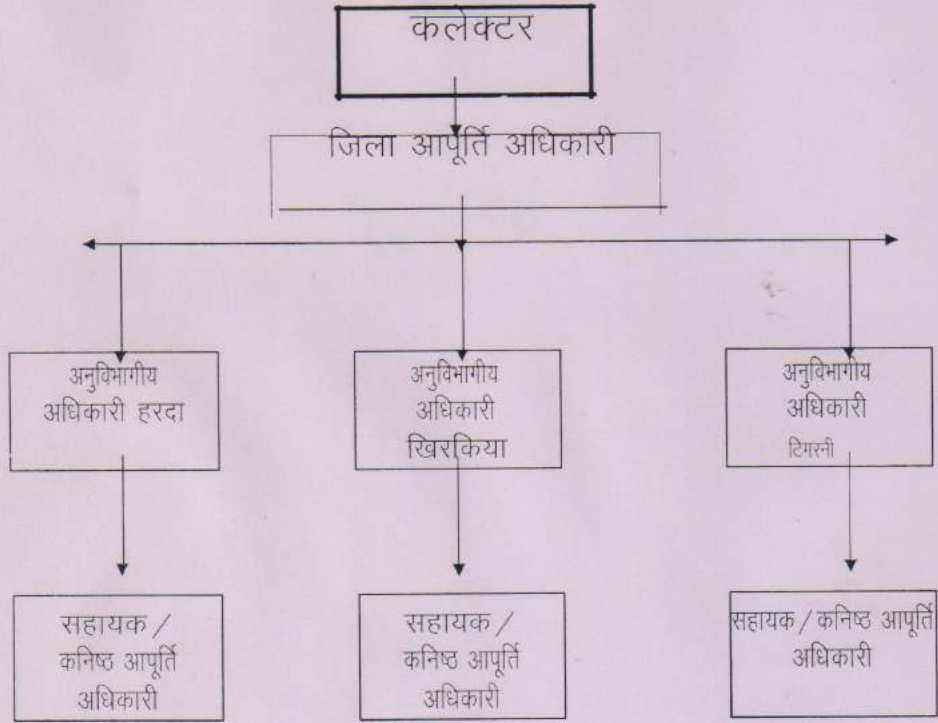 कलेक्टर
जिला आपूर्ति अधिकारी
अनुविभागीय
अधिकारी हरदा
अनुविभागीय
अधिकारी
खिरकिया
अनुविभागीय
अधिकारी
टिमरनी
सहायक /
कनिष्ठ आपूर्ति
अधिकारी
सहायक /
कनिष्ठ आपूर्ति
अधिकारी
सहायक / कनिष्ठ आपूर्ति
अधिकारी